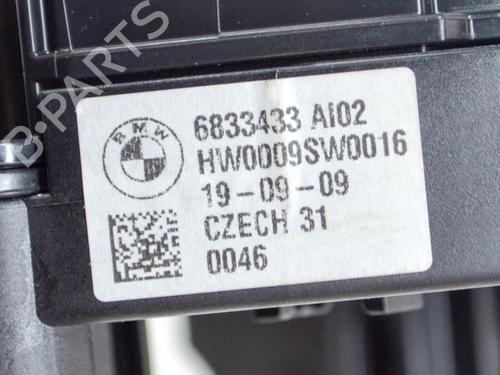 B-PARTS
BMW
6833433 AI02
HW0009SW0016
19-09-09
CZECH 31
0046